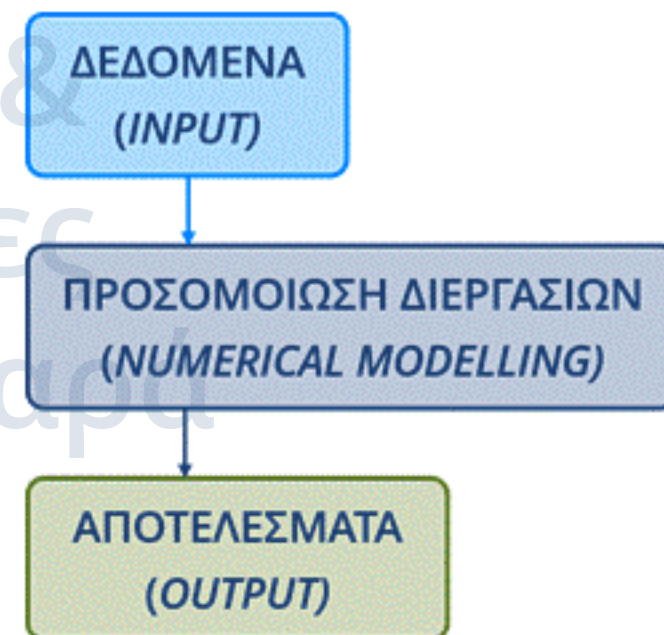 ΔΕΔΟΜΕΝΑ
(INPUT)
ΠΡΟΣΟΜΟΙΩΣΗ ΔΙΕΡΓΑΣΙΩΝ
(NUMERICAL MODELLING)
ΑΠΟΤΕΛΕΣΜΑΤΑ
(OUTPUT)